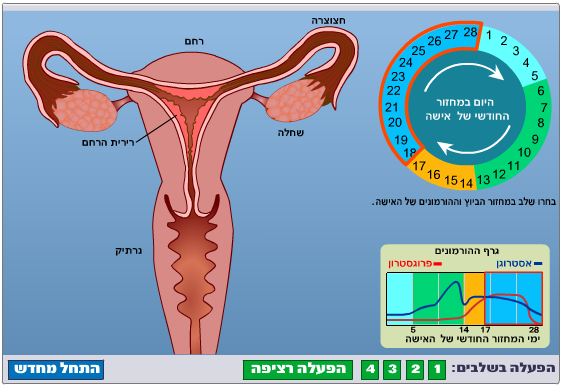 חצוצרה
רחם
שחלה
רירית הרחם
נרתיק
1
2
3
4
5
6
7
8
9
10
11
12
13
14
15
16
17
18
19
20
21
22
23
24
25
26
27
28
היום במחזור
החודשי של אישה
בחרו שלב במחזור הביוץ וההורמונים של האישה.
גרף ההורמונים
אסטרוגן
פרוגסטרון
5 14 17 28
ימי המחזור החודשי של האישה
הפעלה בשלבים: 1 2 3 4
הפעלה רציפה
התחל מחדש